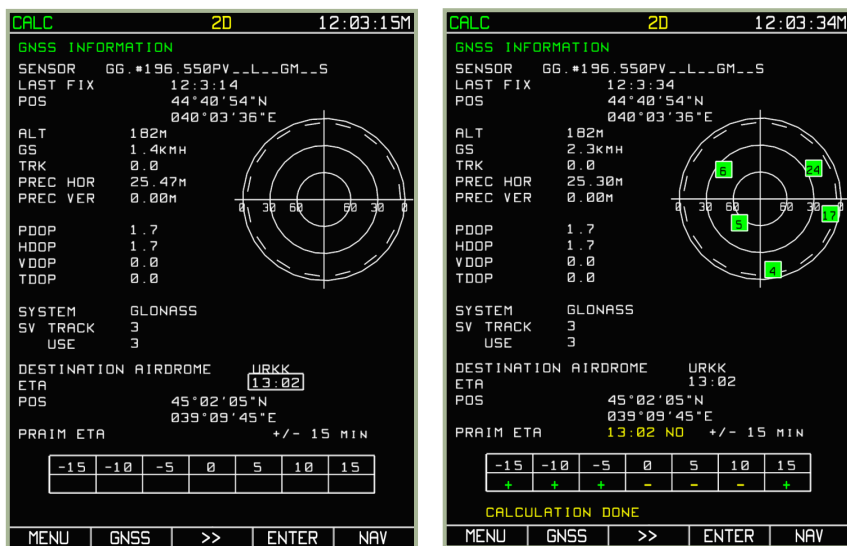 CALC 2D 12:03:15M
GNSS INFORMATION
SENSOR GG.*196.550PV__L__GM__S
LAST FIX 12:3:14
POS 44°40'54"N
040°03'36"E
ALT 182M
GS 1.4KMH
TRK 0.0
PREC HOR 25.47M
PREC VER 0.00M
0 30 60 60 30 0
PDOP 1.7
HDOP 1.7
VDOP 0.0
TDOP 0.0
SYSTEM GLONASS
SV TRACK 3
USE 3
DESTINATION AIRDROME URKK
ETA 13:02
POS 45°02'05"N
039°09'45"E
PRAIM ETA +/- 15 MIN
-15 -10 -5 0 5 10 15
MENU GNSS >> ENTER NAV
CALC 2D 12:03:34M
GNSS INFORMATION
SENSOR GG.*196.550PV__L__GM__S
LAST FIX 12:3:34
POS 44°40'54"N
040°03'36"E
ALT 182M
GS 2.3KMH
TRK 0.0
PREC HOR 25.30M
PREC VER 0.00M
6 24
0 30 60 60 30 0
17
5
4
PDOP 1.7
HDOP 1.7
VDOP 0.0
TDOP 0.0
SYSTEM GLONASS
SV TRACK 3
USE 3
DESTINATION AIRDROME URKK
ETA 13:02
POS 45°02'05"N
039°09'45"E
PRAIM ETA 13:02 NO +/- 15 MIN
-15 -10 -5 0 5 10 15
+ + + - - - +
CALCULATION DONE
MENU GNSS >> ENTER NAV